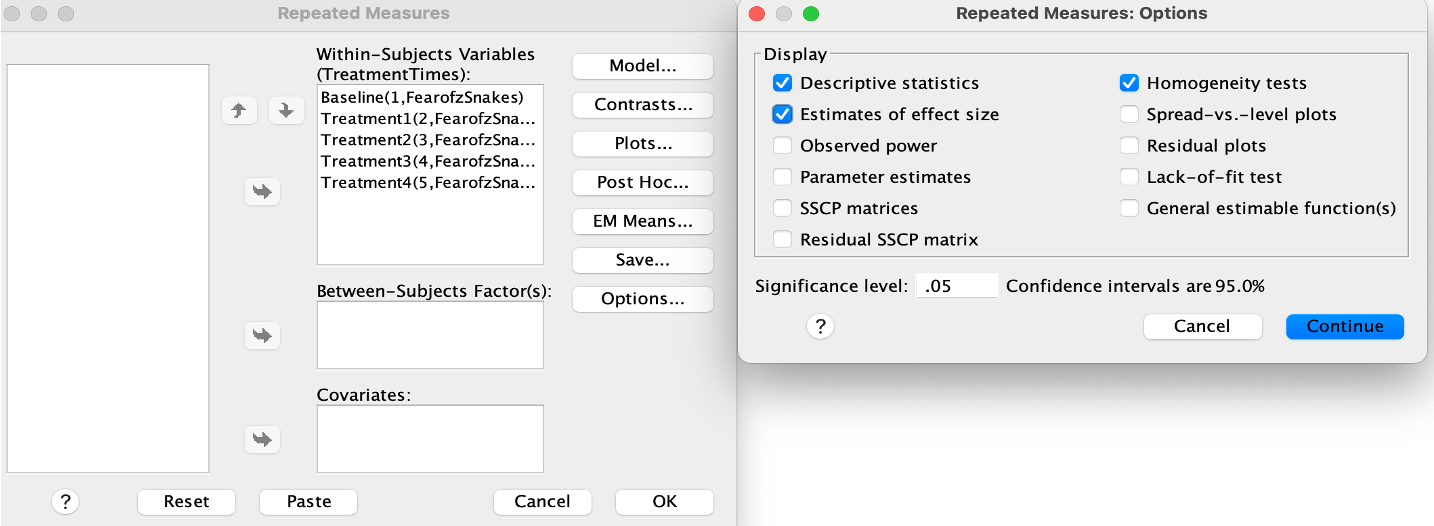 Repeated Measures
Within-Subjects Variables
(TreatmentTimes):
Baseline(1,FearofzSnakes)
Treatment1(2,FearofzSna...
Treatment2(3,FearofzSna...
Treatment3(4,FearofzSna...
Treatment4(5,FearofzSna...
Model...
Contrasts...
Plots...
Post Hoc...
EM Means...
Save...
Options...
Between-Subjects Factor(s):
Covariates:
?
Reset
Paste
Cancel
OK
Repeated Measures: Options
Display
Descriptive statistics
Estimates of effect size
Observed power
Parameter estimates
SSCP matrices
Residual SSCP matrix
Homogeneity tests
Spread-vs.-level plots
Residual plots
Lack-of-fit test
General estimable function(s)
Significance level: .05 Confidence intervals are 95.0%
?
Cancel
Continue